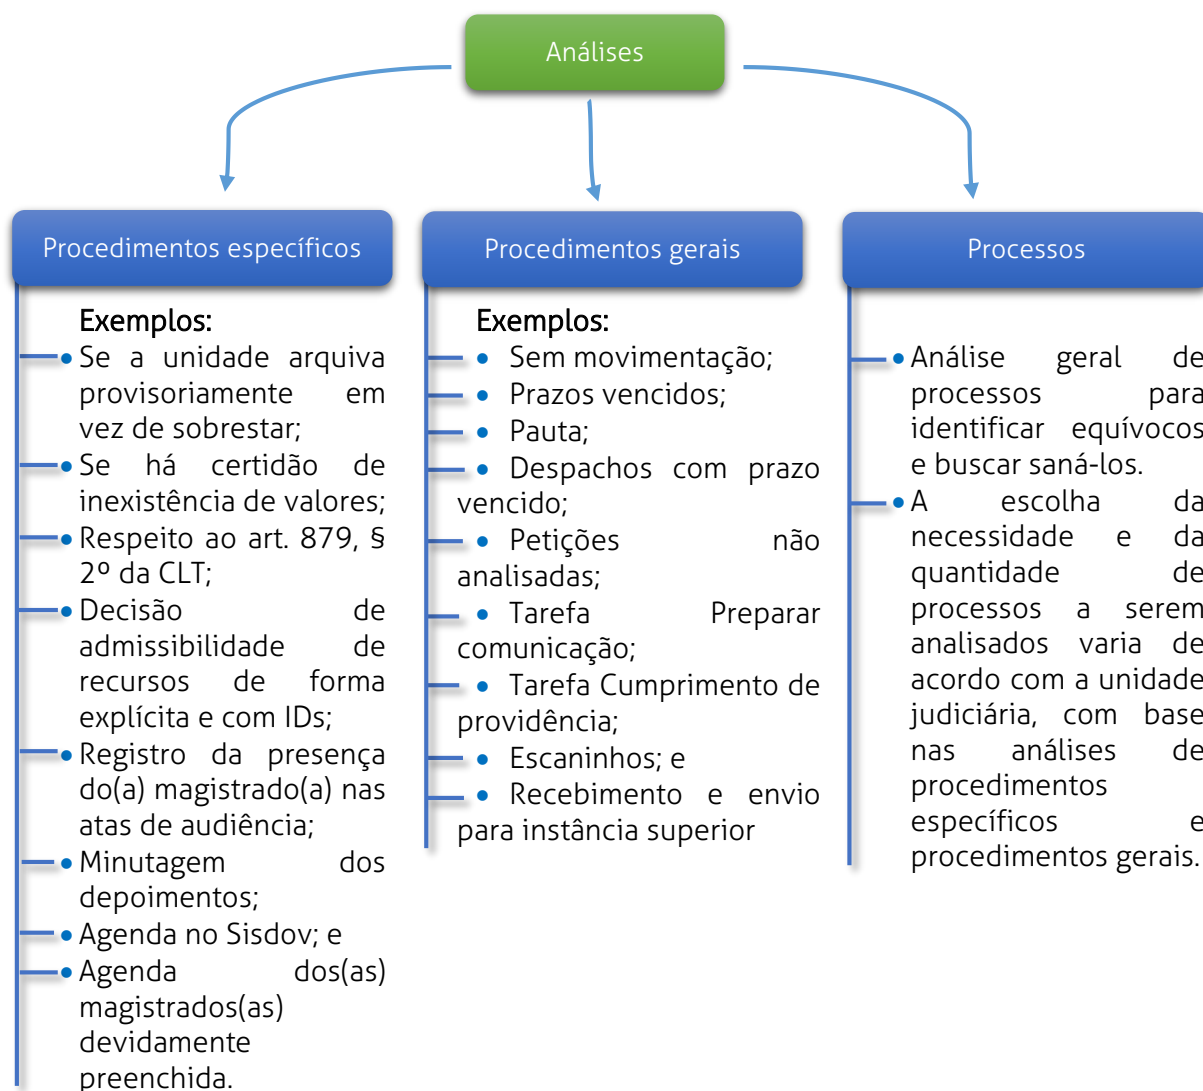 Análises
Procedimentos específicos
Exemplos:
• Se a unidade arquiva
provisoriamente em
vez de sobrestar;
• Se há certidão de
inexistência de valores;
• Respeito ao art. 879, §
2º da CLT;
• Decisão de
admissibilidade de
recursos de forma
explícita e com IDs;
• Registro da presença
do(a) magistrado(a) nas
atas de audiência;
• Minutagem dos
depoimentos;
• Agenda no Sisdov; e
• Agenda dos(as)
magistrados(as)
devidamente
preenchida.
Procedimentos gerais
Exemplos:
• Sem movimentação;
• Prazos vencidos;
• Pauta;
• Despachos com prazo
vencido;
• Petições não
analisadas;
• Tarefa Preparar
comunicação;
• Tarefa Cumprimento de
providência;
• Escaninhos; e
• Recebimento e envio
para instância superior
Processos
• Análise geral de
processos para
identificar equívocos
e buscar saná-los.
• A escolha da
necessidade e da
quantidade de
processos a serem
analisados varia de
acordo com a unidade
judiciária, com base
nas análises de
procedimentos
específicos e
procedimentos gerais.